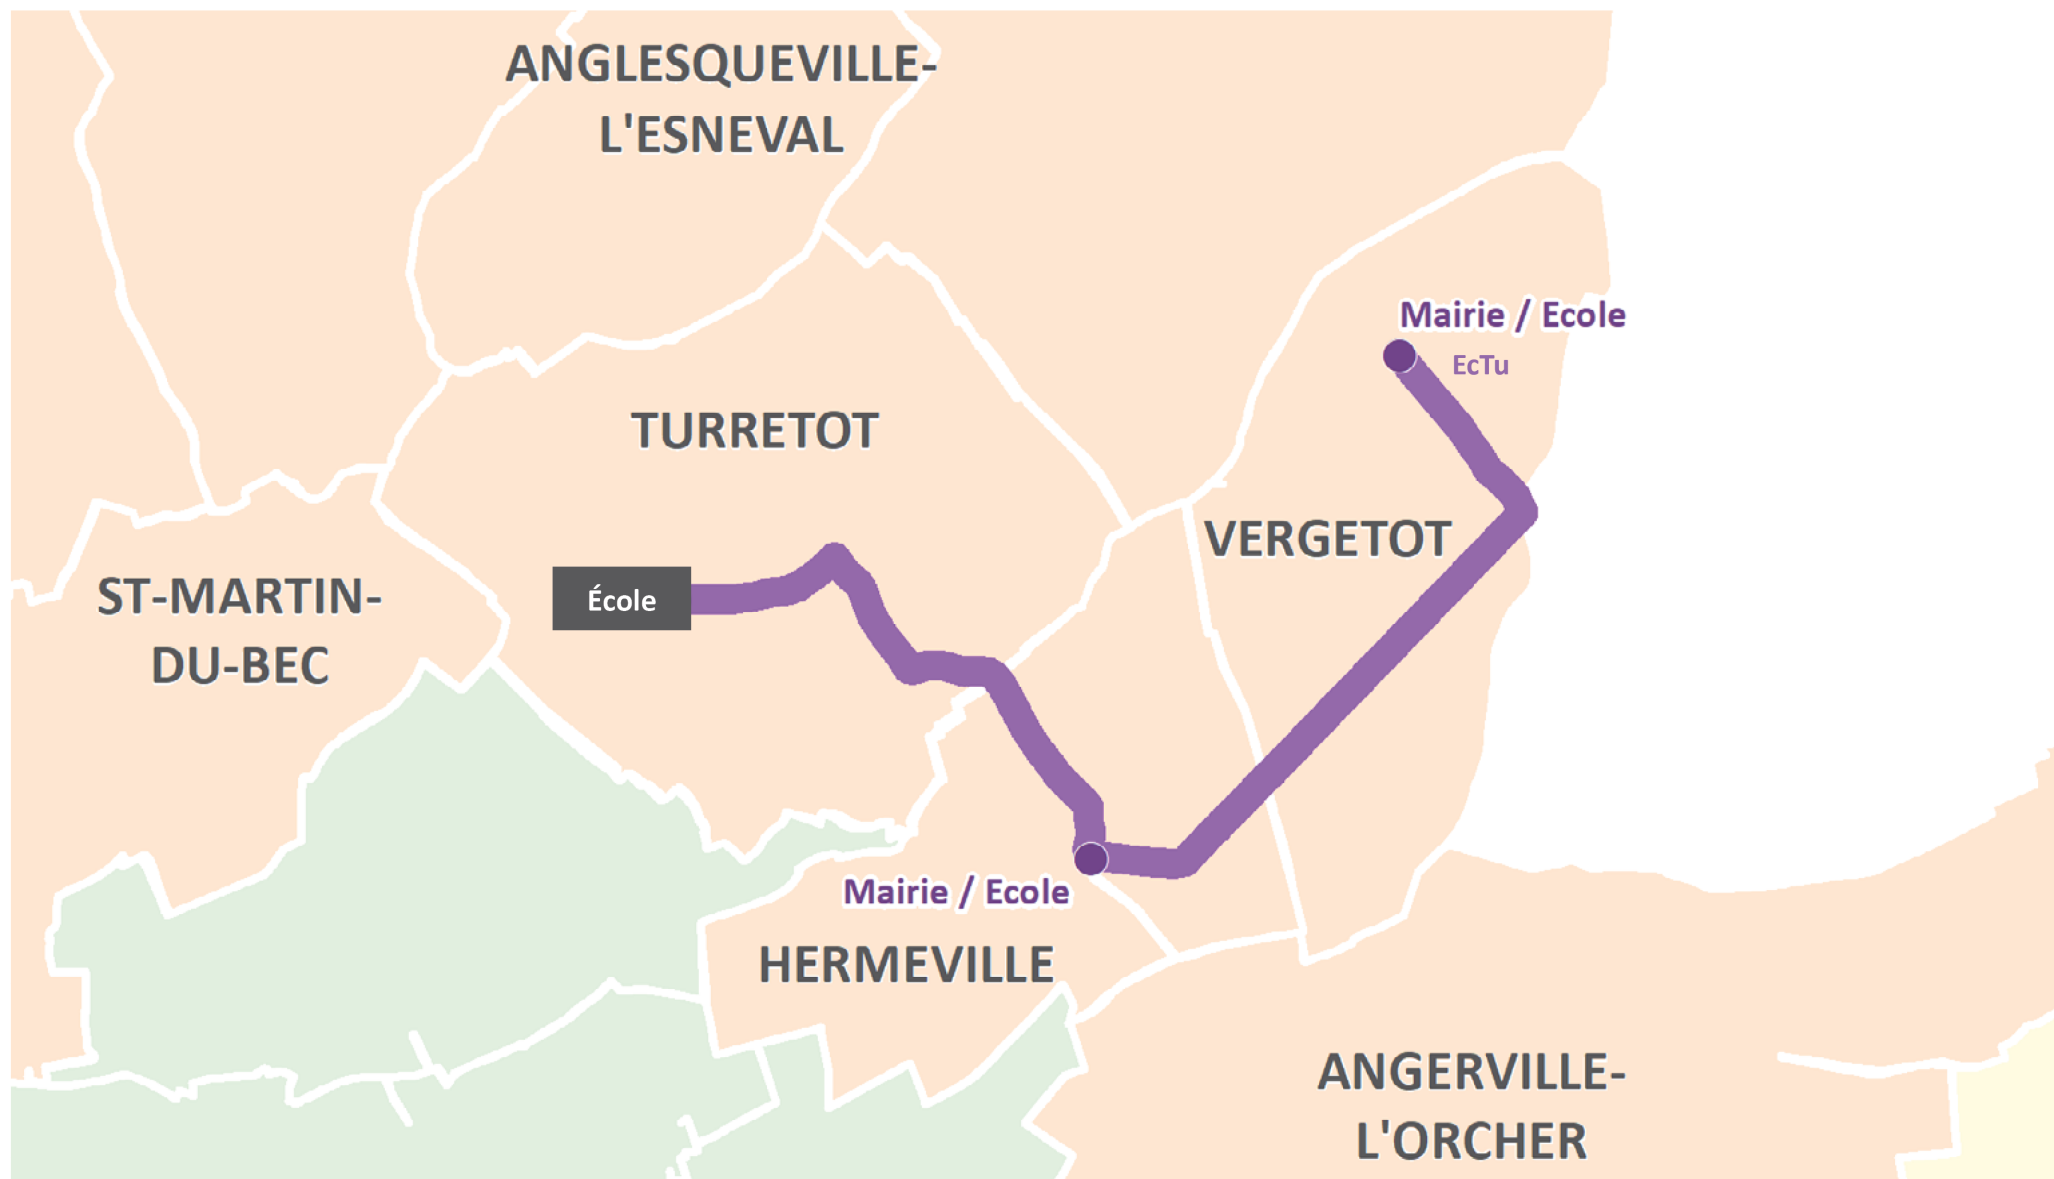 ANGLESQUEVILLE-
L'ESNEVAL
Mairie / Ecole
EcTu
TURRETOT
VERGETOT
École
ST-MARTIN-
DU-BEC
Mairie / Ecole
HERMEVILLE
ANGERVILLE-
L'ORCHER